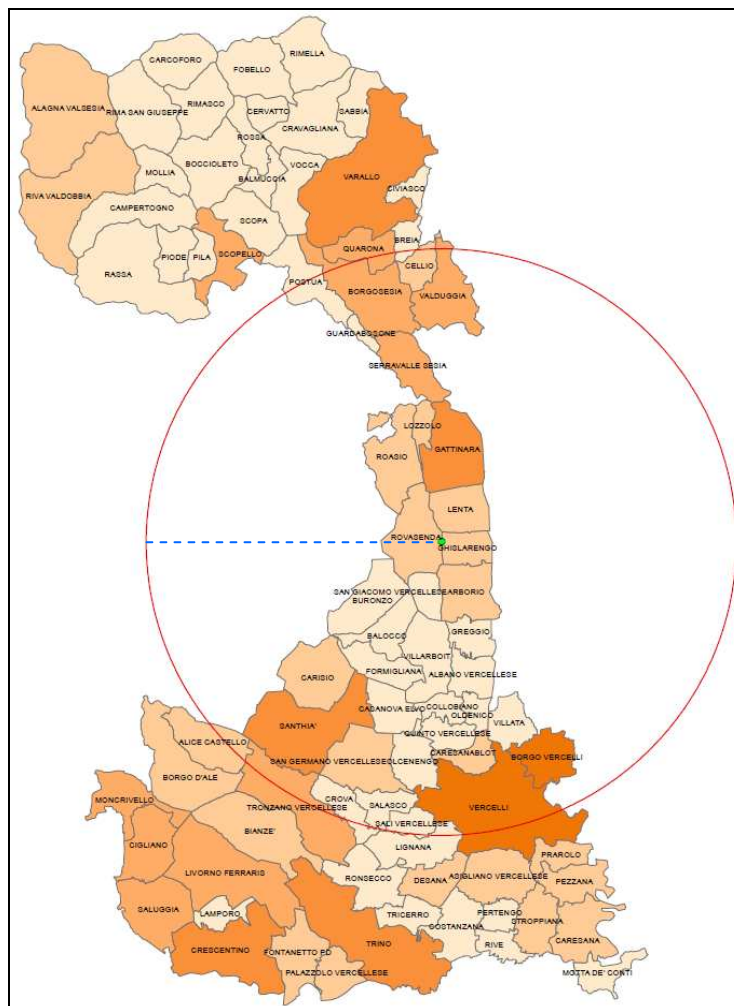 RIMELLA
CARCOFORO
FOBELLO
ALAGNA VALSESIA
RIMA SAN GIUSEPPE
RIMASCO
CERVATTO
SABBIA
CRAVAGLIANA
ROSSA
BOCCIOLETO
VOCCA
MOLLIA
BALMUCCIA
VARALLO
RIVA VALDOBBIA
CIVIASCO
CAMPERTOGNO
SCOPA
BREIA
QUARONA
PIODE
PILA
SCOPELLO
CELLIO
RASSA
POSTUA
BORGOSESIA
VALDUGGIA
GUARDABOSONE
SERRAVALLE SESIA
LOZZOLO
GATTINARA
ROASIO
LENTA
ROVASENDA
GHISLARENGO
SAN GIACOMO VERCELLESE
ARBORIO
BURONZO
GREGGIO
BALOCCO
VILLARBOIT
FORMIGLIANA
ALBANO VERCELLESE
CARISIO
CASANOVA ELVO
COLLOBIANO
OLDENICO
VILLATA
SANTHIA'
QUINTO VERCELLESE
ALICE CASTELLO
CARESANABLOT
SAN GERMANO VERCELLESE
OLCENENGO
BORGO VERCELLI
BORGO D'ALE
MONCRIVELLO
TRONZANO VERCELLESE
CROVA
SALASCO
VERCELLI
SALI VERCELLESE
BIANZE'
CIGLIANO
LIGNANA
PRAROLO
LIVORNO FERRARIS
RONSECCO
DESANA
ASIGLIANO VERCELLESE
PEZZANA
SALUGGIA
LAMPORO
TRICERRO
COSTANZANA
PERTENGO
STROPPIANA
CRESCENTINO
TRINO
RIVE
CARESANA
FONTANETTO PO
PALAZZOLO VERCELLESE
MOTTA DE' CONTI